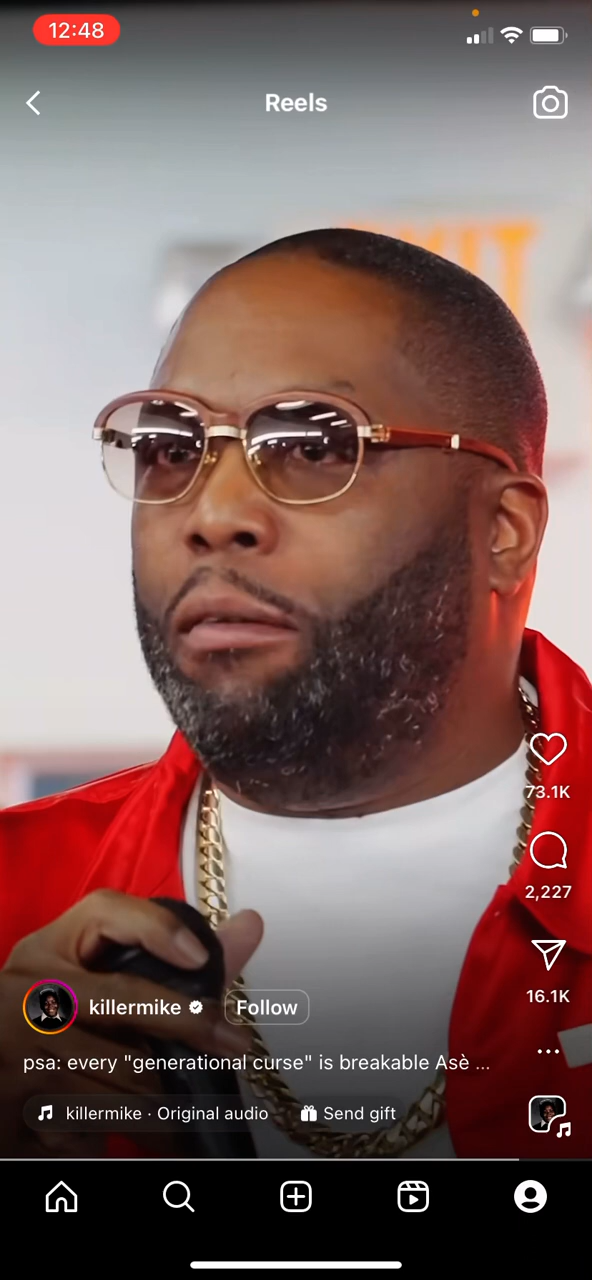 12:48
Reels
73.1K
2,227
16.1K
killermike Follow
psa: every "generational curse" is breakable Asè ...
killermike · Original audio Send gift